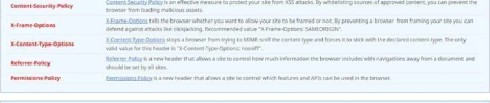 Content-Security-Policy
Content Security Policy is an effective measure to protect your site from XSS attacks. By whitelisting sources of approved content, you can prevent the
browser from loading malicious assets.
X-Frame-Options
X-Frame-Options tells the browser whether you want to allow your site to be framed or not. By preventing a browser from framing your site you can
defend against attacks like clickjacking. Recommended value "X-Frame-Options: SAMEORIGIN".
X-Content-Type-Options
X-Content-Type-Options stops a browser from trying to MIME-sniff the content type and forces it to stick with the declared content-type. The only
valid value for this header is "X-Content-Type-Options: nosniff".
Referrer-Policy
Referrer Policy is a new header that allows a site to control how much information the browser includes with navigations away from a document and
should be set by all sites.
Permissions-Policy
Permissions Policy is a new header that allows a site to control which features and APIs can be used in the browser.